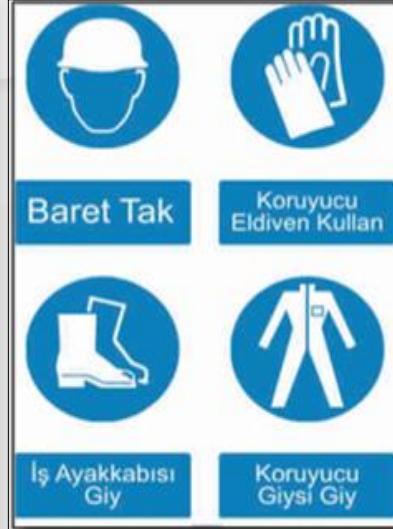 Baret Tak
Koruyucu
Eldiven Kullan
İş Ayakkabısı
Giy
Koruyucu
Giysi Giy